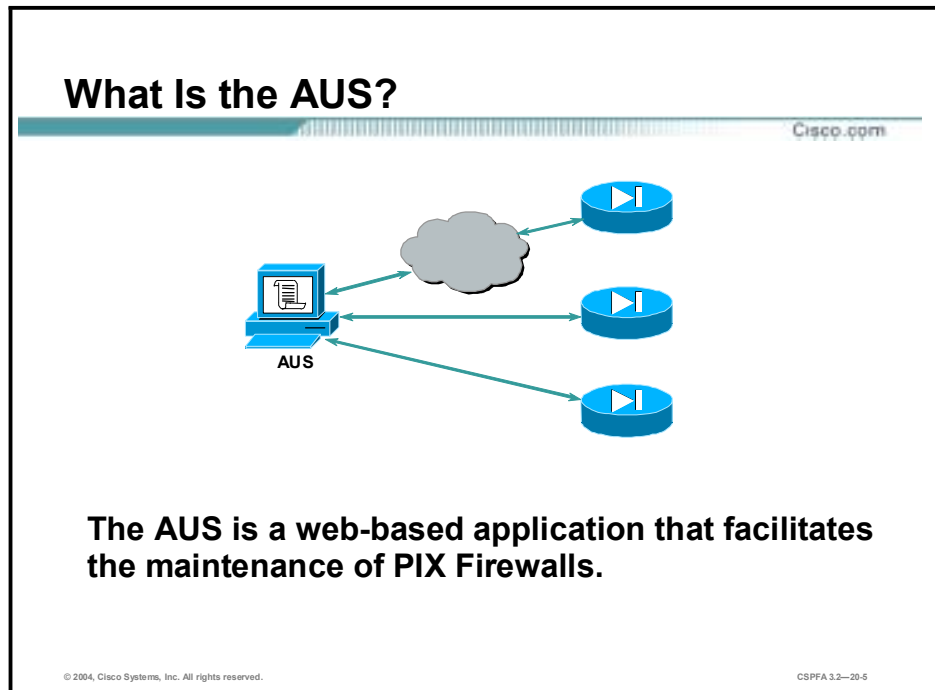 What Is the AUS?
Cisco.com
AUS
The AUS is a web-based application that facilitates
the maintenance of PIX Firewalls.
© 2004, Cisco Systems, Inc. All rights reserved.
CSPFA 3.2—20-5